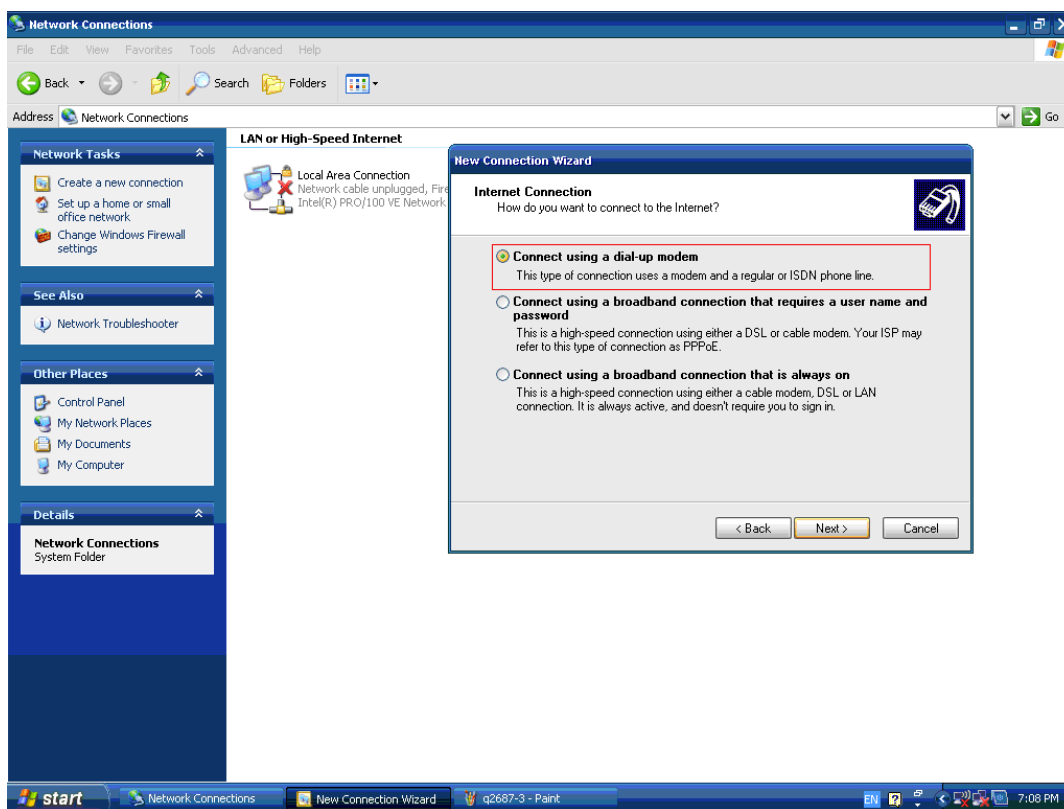 Network Connections
File Edit View Favorites Tools Advanced Help
Back Search Folders
Address Network Connections Go
Network Tasks
Create a new connection
Set up a home or small
office network
Change Windows Firewall
settings
See Also
Network Troubleshooter
Other Places
Control Panel
My Network Places
My Documents
My Computer
Details
Network Connections
System Folder
LAN or High-Speed Internet
Local Area Connection
Network cable unplugged, Fire
Intel(R) PRO/100 VE Network
New Connection Wizard
Internet Connection
How do you want to connect to the Internet?
Connect using a dial-up modem
This type of connection uses a modem and a regular or ISDN phone line.
Connect using a broadband connection that requires a user name and
password
This is a high-speed connection using either a DSL or cable modem. Your ISP may
refer to this type of connection as PPPoE.
Connect using a broadband connection that is always on
This is a high-speed connection using either a cable modem, DSL or LAN
connection. It is always active, and doesn't require you to sign in.
< Back Next > Cancel
start Network Connections New Connection Wizard q2687-3 - Paint EN 7:08 PM